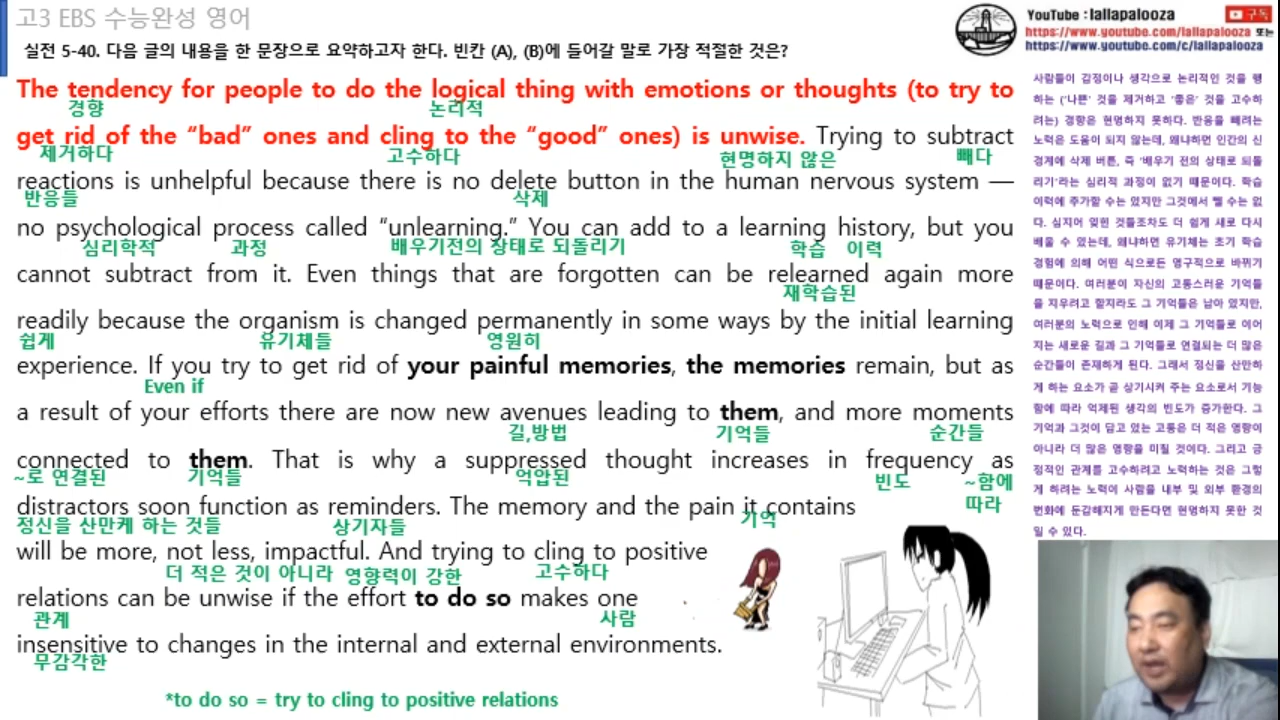 고3 EBS 수능완성 영어
실전 5-40. 다음 글의 내용을 한 문장으로 요약하고자 한다. 빈칸 (A), (B)에 들어갈 말로 가장 적절한 것은?
YouTube : lallapalooza 구독
https://www.youtube.com/lallapalooza 또는
https://www.youtube.com/c/lallapalooza
The tendency for people to do the logical thing with emotions or thoughts (to try to
경향 논리적
get rid of the “bad” ones and cling to the “good” ones) is unwise. Trying to subtract
제거하다 고수하다 현명하지 않은 빼다
reactions is unhelpful because there is no delete button in the human nervous system —
반응들 삭제
no psychological process called “unlearning.” You can add to a learning history, but you
심리학적 과정 배우기전의 상태로 되돌리기 학습 이력
cannot subtract from it. Even things that are forgotten can be relearned again more
재학습된
readily because the organism is changed permanently in some ways by the initial learning
쉽게 유기체들 영원히
experience. If you try to get rid of your painful memories, the memories remain, but as
Even if
a result of your efforts there are now new avenues leading to them, and more moments
길,방법 기억들 순간들
connected to them. That is why a suppressed thought increases in frequency as
~로 연결된 기억들 억압된 빈도 ~함에
따라
distractors soon function as reminders. The memory and the pain it contains
정신을 산만케 하는 것들 상기자들 기억
will be more, not less, impactful. And trying to cling to positive
더 적은 것이 아니라 영향력이 강한 고수하다
relations can be unwise if the effort to do so makes one
관계 사람
insensitive to changes in the internal and external environments.
무감각한
*to do so = try to cling to positive relations
사람들이 감정이나 생각으로 논리적인 것을 행
하는 ('나쁜' 것을 제거하고 '좋은' 것을 고수하
려는) 경향은 현명하지 못하다. 반응을 빼려는
노력은 도움이 되지 않는데, 왜냐하면 인간의 신
경계에 삭제 버튼, 즉 '배우기 전의 상태로 되돌
리기'라는 심리적 과정이 없기 때문이다. 학습
이력에 추가할 수는 있지만 그것에서 뺄 수는 없
다. 심지어 잊힌 것들조차도 더 쉽게 새로 다시
배울 수 있는데, 왜냐하면 유기체는 초기 학습
경험에 의해 어떤 식으로든 영구적으로 바뀌기
때문이다. 여러분이 자신의 고통스러운 기억들
을 지우려고 할지라도 그 기억들은 남아 있지만,
여러분의 노력으로 인해 이제 그 기억들로 이어
지는 새로운 길과 그 기억들로 연결되는 더 많은
순간들이 존재하게 된다. 그래서 정신을 산만하
게 하는 요소가 곧 상기시켜 주는 요소로서 기능
함에 따라 억제된 생각의 빈도가 증가한다. 그
기억과 그것이 담고 있는 고통은 더 적은 영향이
아니라 더 많은 영향을 미칠 것이다. 그리고 긍
정적인 관계를 고수하려고 노력하는 것은 그렇
게 하려는 노력이 사람을 내부 및 외부 환경의
변화에 둔감해지게 만든다면 현명하지 못한 것
일 수 있다.